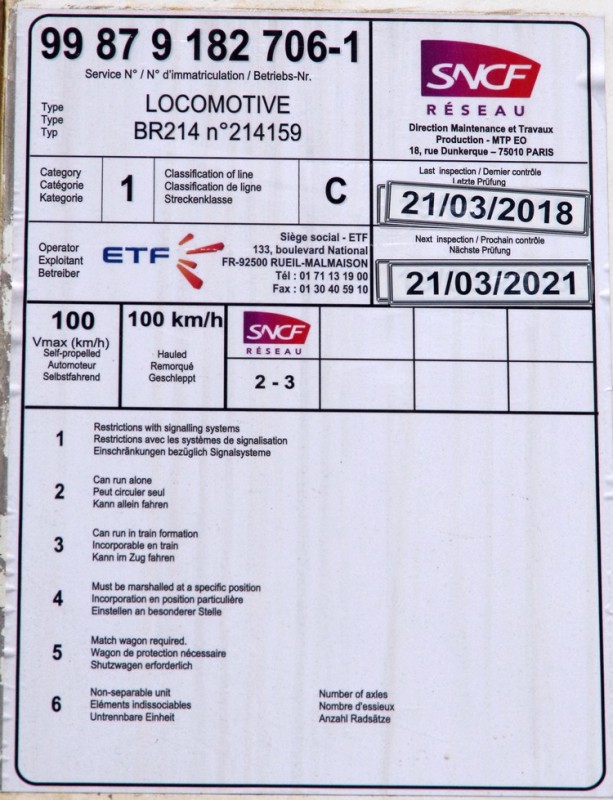 99 87 9 182 706-1
Service N° / N° d'immatriculation / Betriebs-Nr.
Type
Type
Typ
LOCOMOTIVE
BR214 n°214159
SNCF
RÉSEAU
Direction Maintenance et Travaux
Production - MTP EO
18, rue Dunkerque – 75010 PARIS
Category
Catégorie
Kategorie
1
Classification of line
Classification de ligne
Streckenklasse
C
Last inspection / Dernier contrôle
Letzte Prüfung
21/03/2018
Operator
Exploitant
Betreiber
ETF
Siège social - ETF
133, boulevard National
FR-92500 RUEIL-MALMAISON
Tél : 01 71 13 19 00
Fax : 01 30 40 59 10
Next inspection / Prochain contrôle
Nächste Prüfung
21/03/2021
100
Vmax (km/h)
Self-propelled
Automoteur
Selbstfahrend
100 km/h
Hauled
Remorqué
Geschleppt
SNCF
RÉSEAU
2 - 3
1
Restrictions with signalling systems
Restrictions avec les systèmes de signalisation
Einschränkungen bezüglich Signalsysteme
2
Can run alone
Peut circuler seul
Kann allein fahren
3
Can run in train formation
Incorporable en train
Kann im Zug fahren
4
Must be marshalled at a specific position
Incorporation en position particulière
Einstellen an besonderer Stelle
5
Match wagon required.
Wagon de protection nécessaire
Shutzwagen erforderlich
6
Non-separable unit
Eléments indissociables
Untrennbare Einheit
Number of axles
Nombre d'essieux
Anzahl Radsätze